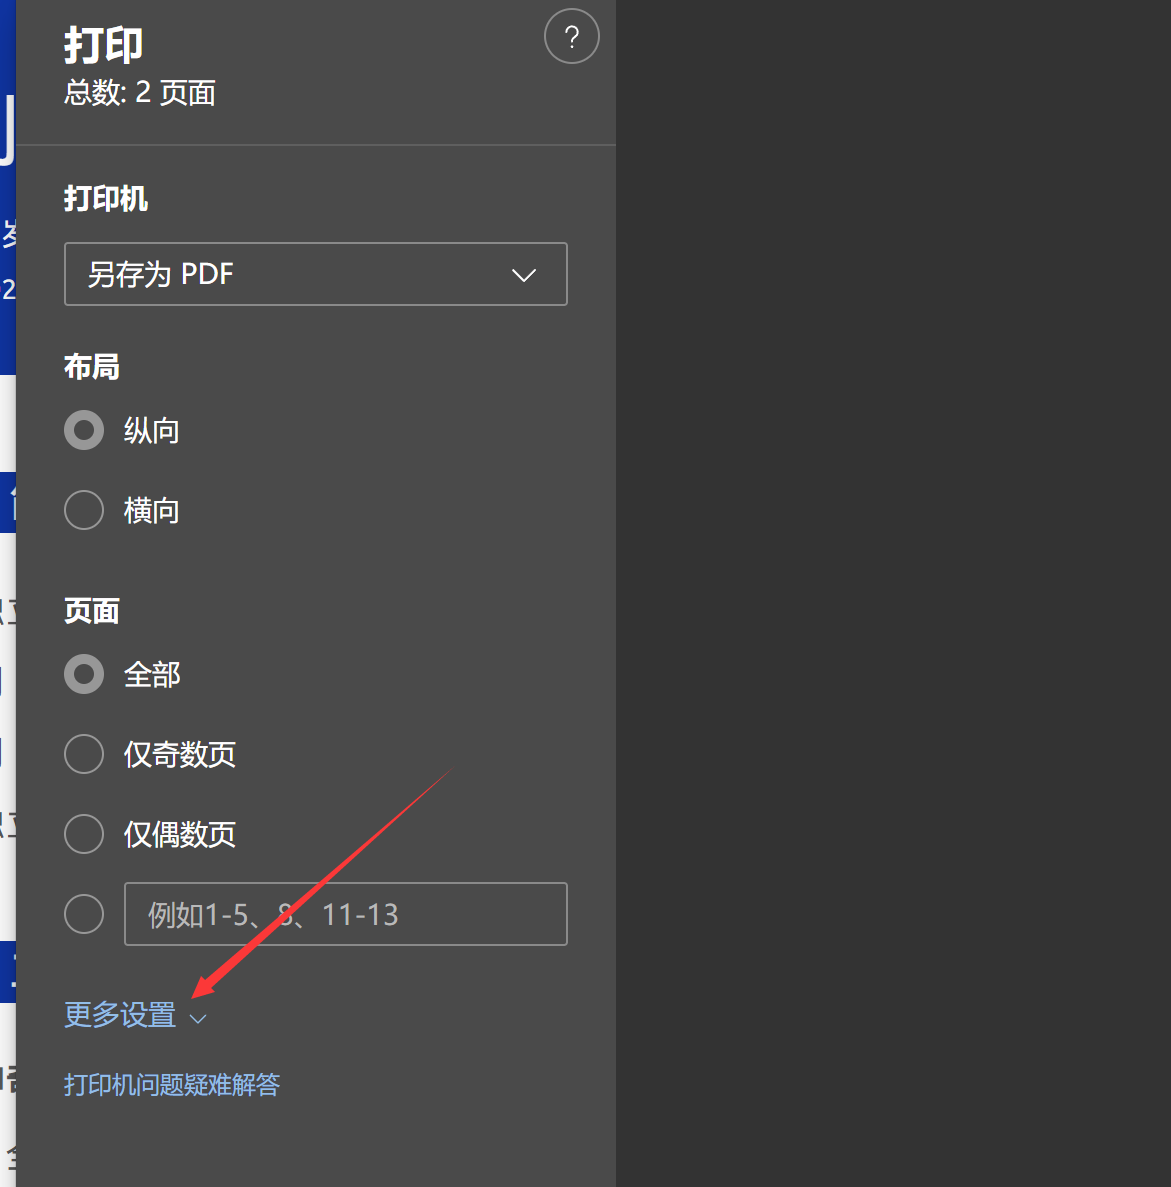 打印
?
总数: 2 页面
打印机
另存为 PDF
布局
纵向
横向
页面
全部
仅奇数页
仅偶数页
例如1-5、8、11-13
更多设置
打印机问题疑难解答